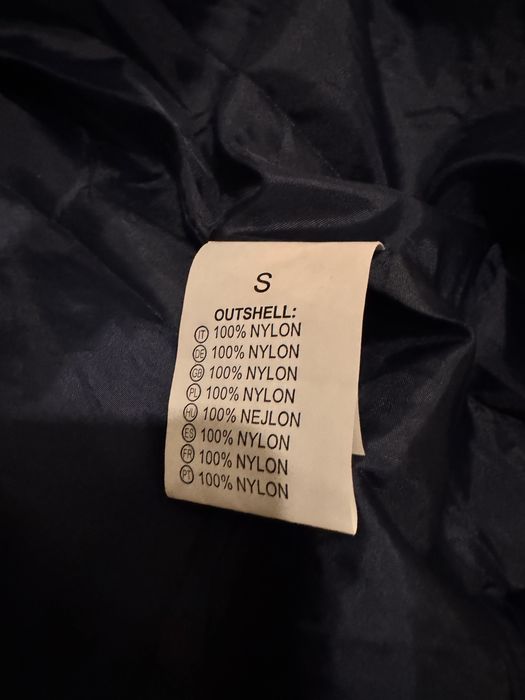 S
OUTSHELL:
IT 100% NYLON
DE 100% NYLON
GB 100% NYLON
PL 100% NYLON
HU 100% NEJLON
ES 100% NYLON
FR 100% NYLON
PT 100% NYLON